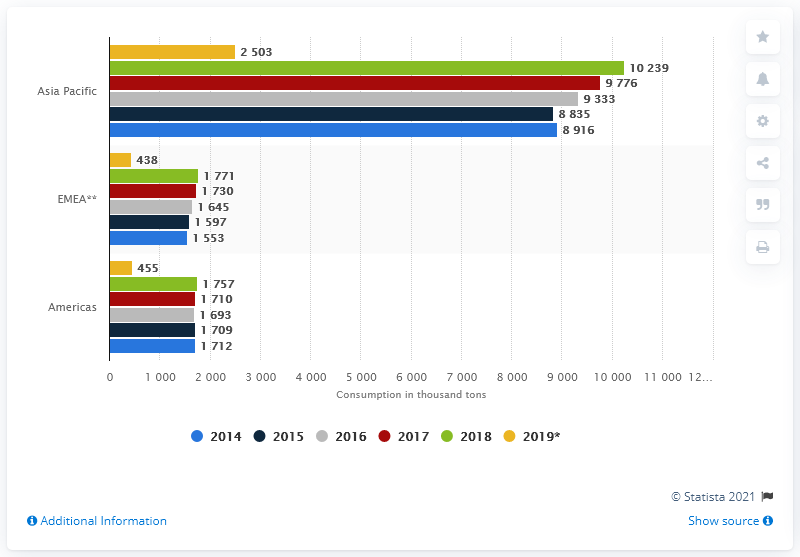 2 503
10 239
9 776
Asia Pacific
9 333
8 835
8 916
438
1 771
1 730
EMEA**
1 645
1 597
1 553
455
1 757
1 710
Americas
1 693
1 709
1 712
0 1 000 2 000 3 000 4 000 5 000 6 000 7 000 8 000 9 000 10 000 11 000 12...
Consumption in thousand tons
2014 2015 2016 2017 2018 2019*
© Statista 2021
Additional Information
Show source